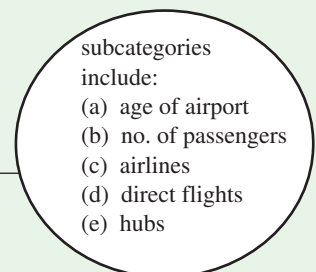 subcategories
include:
(a) age of airport
(b) no. of passengers
(c) airlines
(d) direct flights
(e) hubs